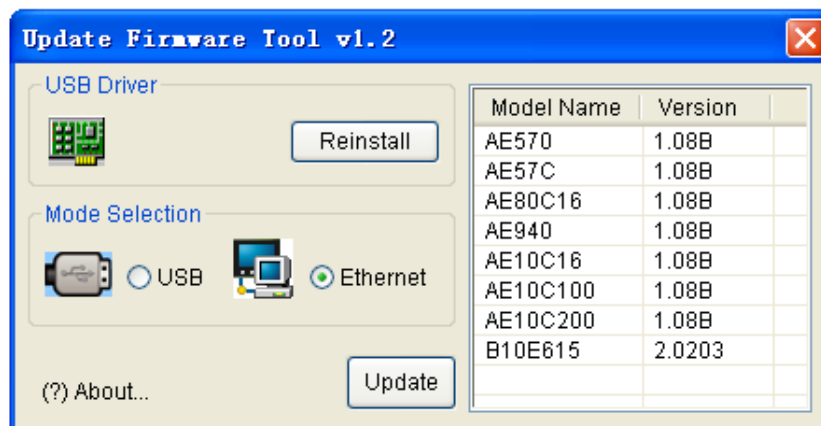 Update Firmware Tool v1.2
USB Driver
Reinstall
Mode Selection
USB
Ethernet
(?) About...
Update
Model Name Version
AE570 1.08B
AE57C 1.08B
AE80C16 1.08B
AE940 1.08B
AE10C16 1.08B
AE10C100 1.08B
AE10C200 1.08B
B10E615 2.0203